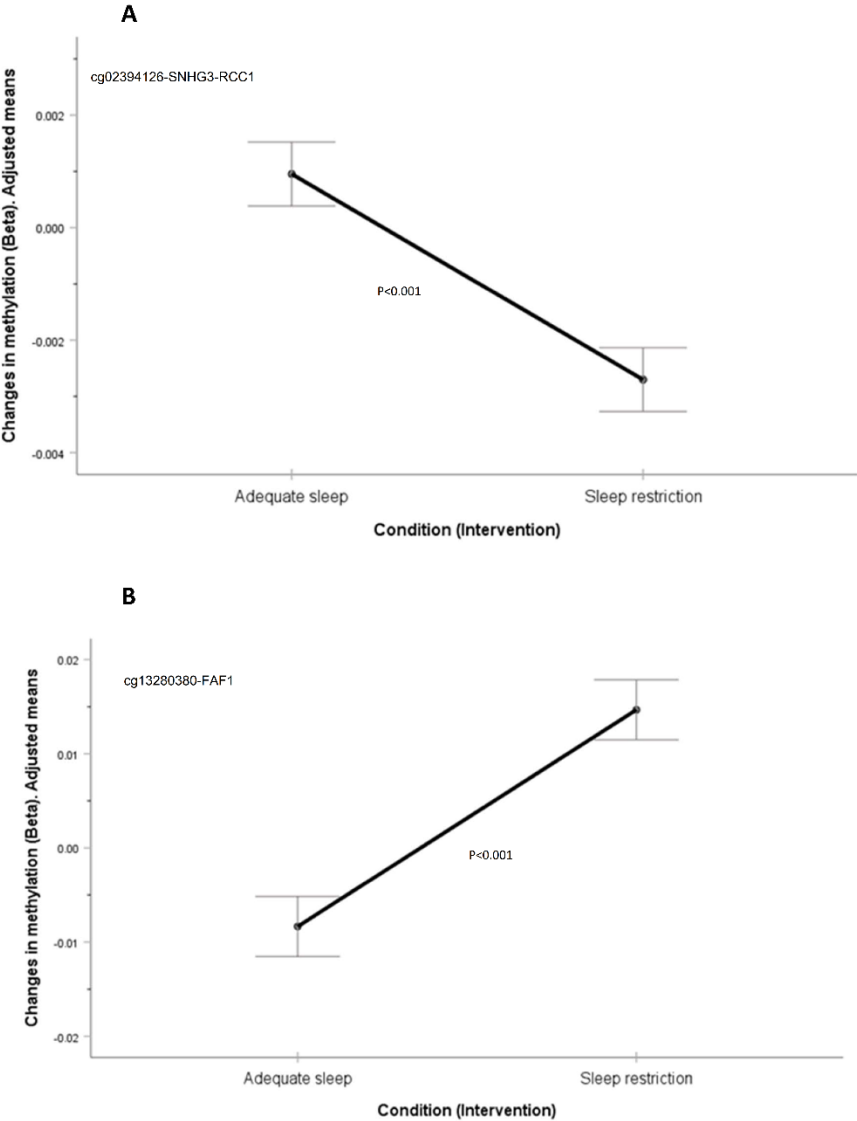 A
cg02394126-SNHG3-RCC1
Changes in methylation (Beta). Adjusted means
0.002
0.000
-0.002
-0.004
P<0.001
Adequate sleep
Sleep restriction
Condition (Intervention)
B
cg13280380-FAF1
Changes in methylation (Beta). Adjusted means
0.02
0.01
0.00
-0.01
-0.02
P<0.001
Adequate sleep
Sleep restriction
Condition (Intervention)